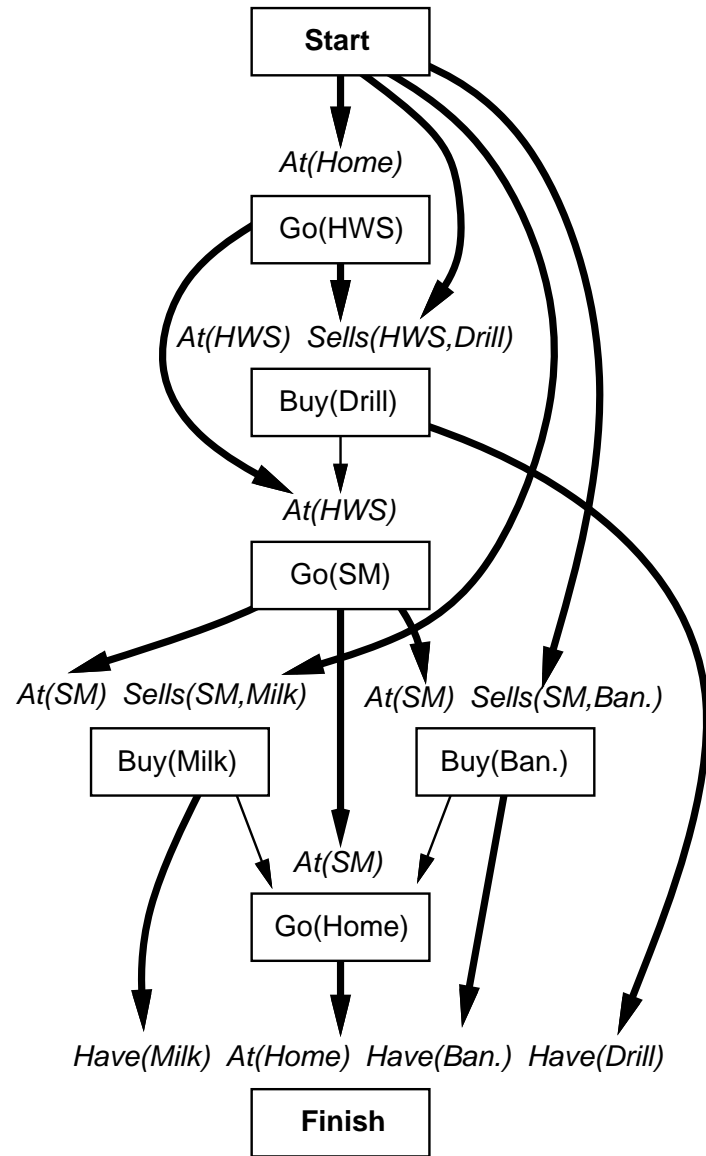 Start
At(Home)
Go(HWS)
At(HWS) Sells(HWS,Drill)
Buy(Drill)
At(HWS)
Go(SM)
At(SM) Sells(SM,Milk) At(SM) Sells(SM,Ban.)
Buy(Milk) Buy(Ban.)
At(SM)
Go(Home)
Have(Milk) At(Home) Have(Ban.) Have(Drill)
Finish